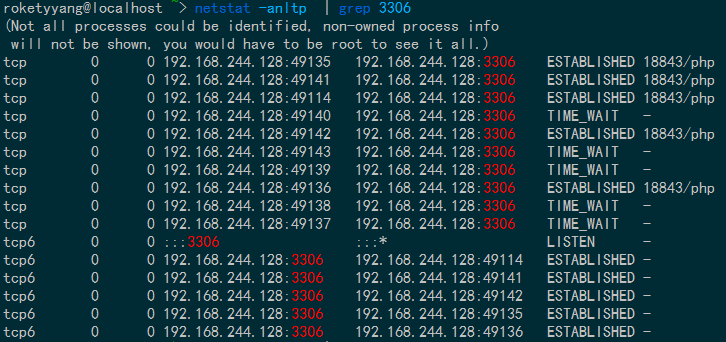 roketyyang@localhost ~> netstat -anltp | grep 3306
(Not all processes could be identified, non-owned process info
 will not be shown, you would have to be root to see it all.)
tcp 0 0 192.168.244.128:49135 192.168.244.128:3306 ESTABLISHED 18843/php
tcp 0 0 192.168.244.128:49141 192.168.244.128:3306 ESTABLISHED 18843/php
tcp 0 0 192.168.244.128:49114 192.168.244.128:3306 ESTABLISHED 18843/php
tcp 0 0 192.168.244.128:49140 192.168.244.128:3306 TIME_WAIT -
tcp 0 0 192.168.244.128:49142 192.168.244.128:3306 ESTABLISHED 18843/php
tcp 0 0 192.168.244.128:49143 192.168.244.128:3306 TIME_WAIT -
tcp 0 0 192.168.244.128:49139 192.168.244.128:3306 TIME_WAIT -
tcp 0 0 192.168.244.128:49136 192.168.244.128:3306 ESTABLISHED 18843/php
tcp 0 0 192.168.244.128:49138 192.168.244.128:3306 TIME_WAIT -
tcp 0 0 192.168.244.128:49137 192.168.244.128:3306 TIME_WAIT -
tcp6 0 0 :::3306 :::* LISTEN -
tcp6 0 0 192.168.244.128:3306 192.168.244.128:49114 ESTABLISHED -
tcp6 0 0 192.168.244.128:3306 192.168.244.128:49141 ESTABLISHED -
tcp6 0 0 192.168.244.128:3306 192.168.244.128:49142 ESTABLISHED -
tcp6 0 0 192.168.244.128:3306 192.168.244.128:49135 ESTABLISHED -
tcp6 0 0 192.168.244.128:3306 192.168.244.128:49136 ESTABLISHED -